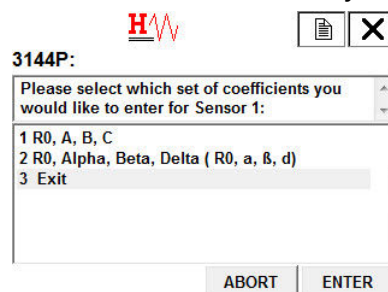 H
3144P:
Please select which set of coefficients you
would like to enter for Sensor 1:
1 R0, A, B, C
2 R0, Alpha, Beta, Delta ( R0, a, ß, d)
3 Exit
ABORT ENTER